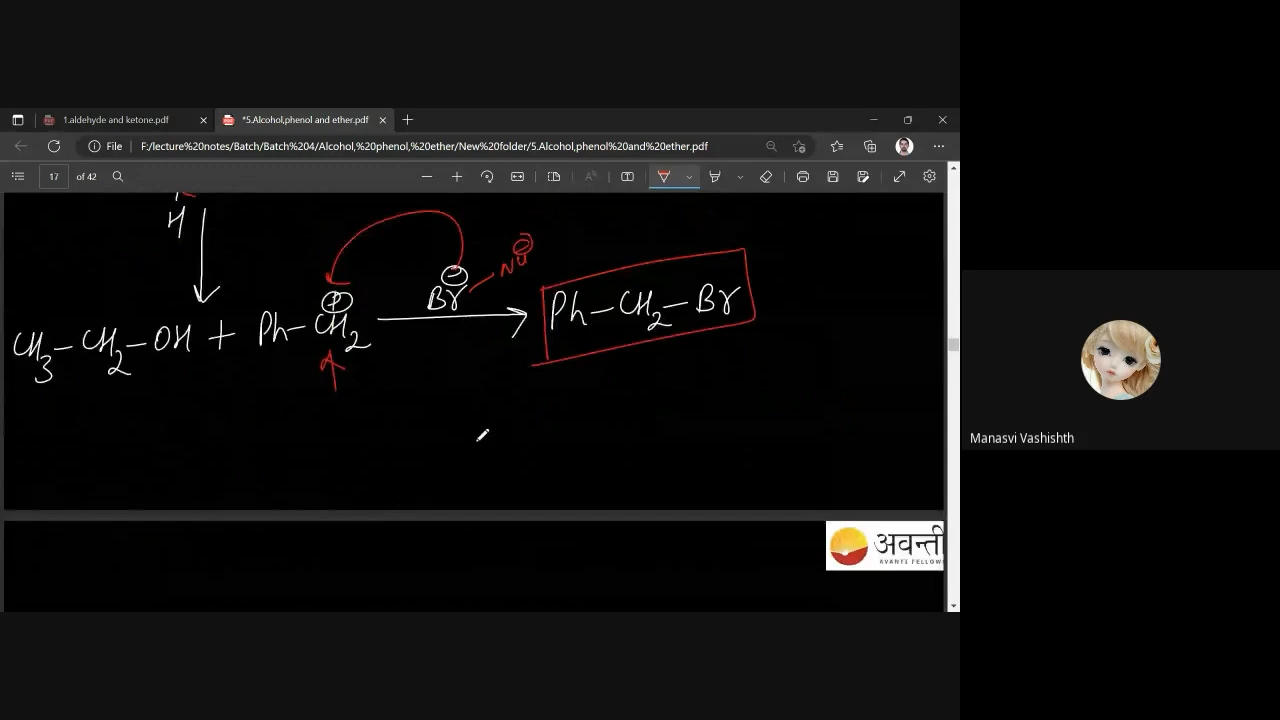 1.aldehyde and ketone.pdf
*5.Alcohol,phenol and ether.pdf
File
F:/lecture%20notes/Batch/Batch%204/Alcohol,%20phenol,%20ether/New%20folder/5.Alcohol,phenol%20and%20ether.pdf
17 of 42
H
Nu⊖
⊕ Br⊖
CH3-CH2-OH + Ph-CH2 → Ph-CH2-Br
Manasvi Vashishth
अवन्ती
AVANTI FELLOW